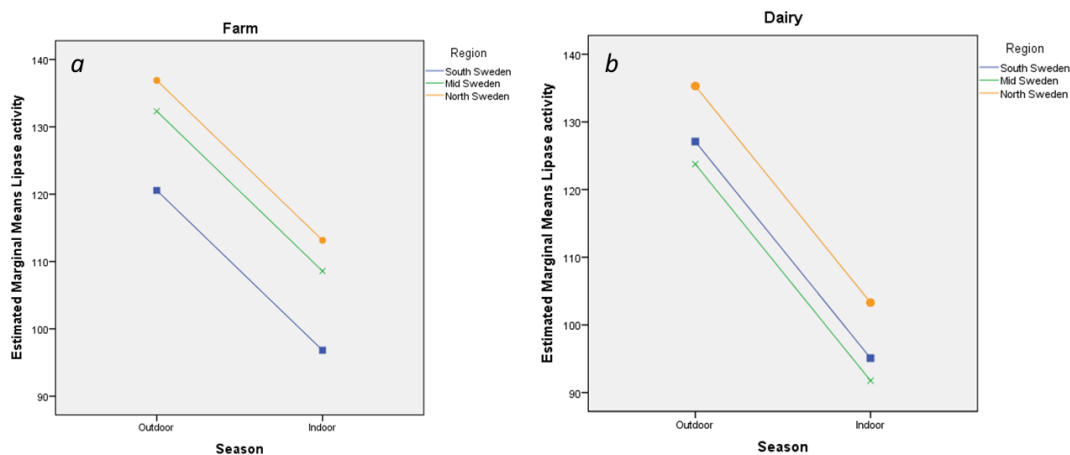 Farm
a
Region
South Sweden
Mid Sweden
North Sweden
Estimated Marginal Means Lipase activity
140
130
120
110
100
90
Outdoor
Indoor
Season
Dairy
b
Region
South Sweden
Mid Sweden
North Sweden
Estimated Marginal Means Lipase activity
140
130
120
110
100
90
Outdoor
Indoor
Season